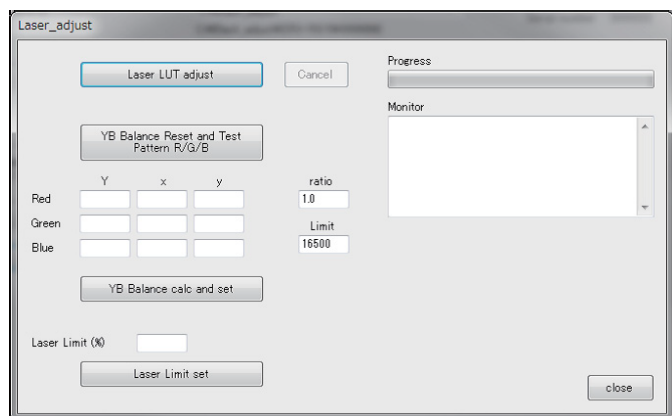 Laser_adjust
Laser LUT adjust
Cancel
Progress
YB Balance Reset and Test
Pattern R/G/B
Monitor
Y x y
ratio
Red
1.0
Green
Limit
Blue
16500
YB Balance calc and set
Laser Limit (%)
Laser Limit set
close